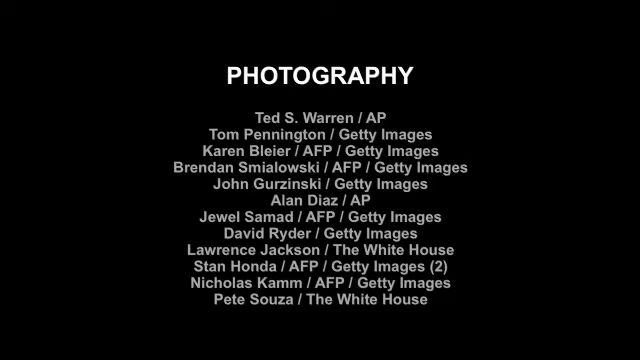 PHOTOGRAPHY
Ted S. Warren / AP
Tom Pennington / Getty Images
Karen Bleier / AFP / Getty Images
Brendan Smialowski / AFP / Getty Images
John Gurzinski / Getty Images
Alan Diaz / AP
Jewel Samad / AFP / Getty Images
David Ryder / Getty Images
Lawrence Jackson / The White House
Stan Honda / AFP / Getty Images (2)
Nicholas Kamm / AFP / Getty Images
Pete Souza / The White House